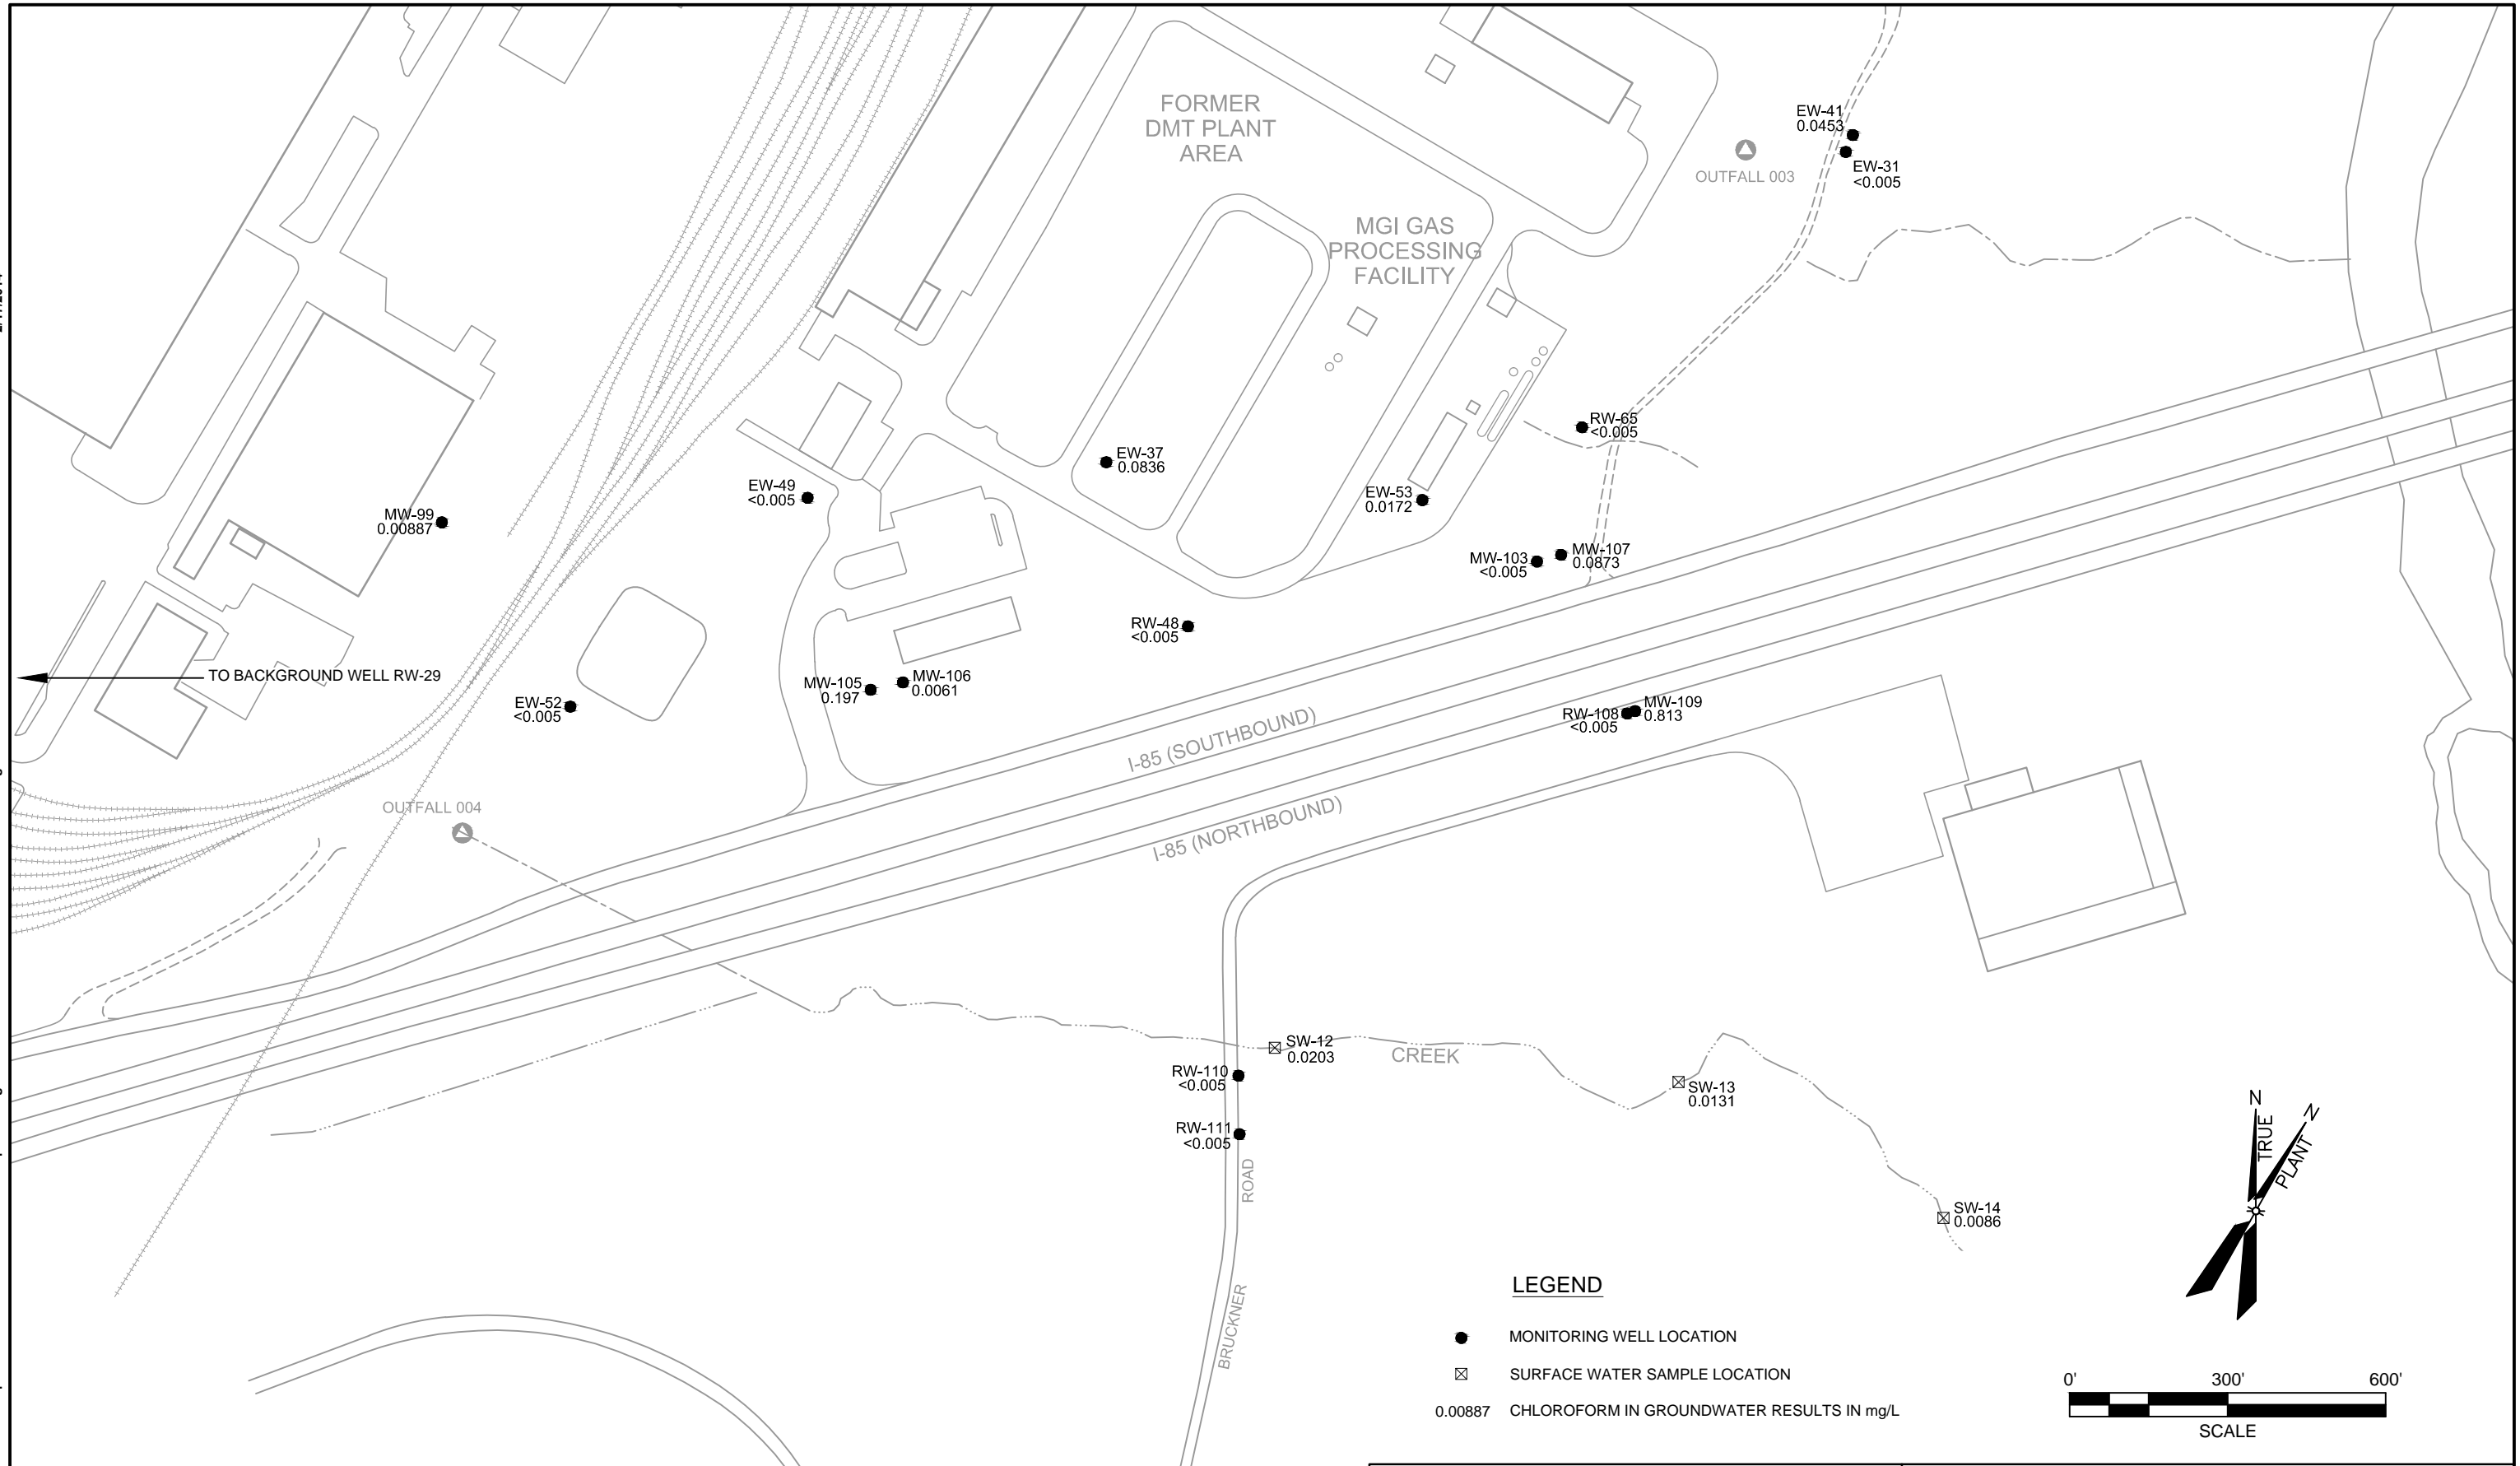 FORMER
DMT PLANT
AREA
EW-41
0.0453
EW-31
<0.005
OUTFALL 003
MGI GAS
PROCESSING
FACILITY
RW-65
<0.005
EW-37
0.0836
EW-49
<0.005
EW-53
0.0172
MW-99
0.00887
MW-103
<0.005
MW-107
0.0873
RW-48
<0.005
TO BACKGROUND WELL RW-29
MW-105
0.197
MW-106
0.0061
EW-52
<0.005
RW-108
<0.005
MW-109
0.813
I-85 (SOUTHBOUND)
I-85 (NORTHBOUND)
OUTFALL 004
SW-12
0.0203
CREEK
RW-110
<0.005
SW-13
0.0131
RW-111
<0.005
BRUCKNER ROAD
SW-14
0.0086
N
TRUE
N
PLANT
LEGEND
MONITORING WELL LOCATION
SURFACE WATER SAMPLE LOCATION
0.00887 CHLOROFORM IN GROUNDWATER RESULTS IN mg/L
0' 300' 600'
SCALE